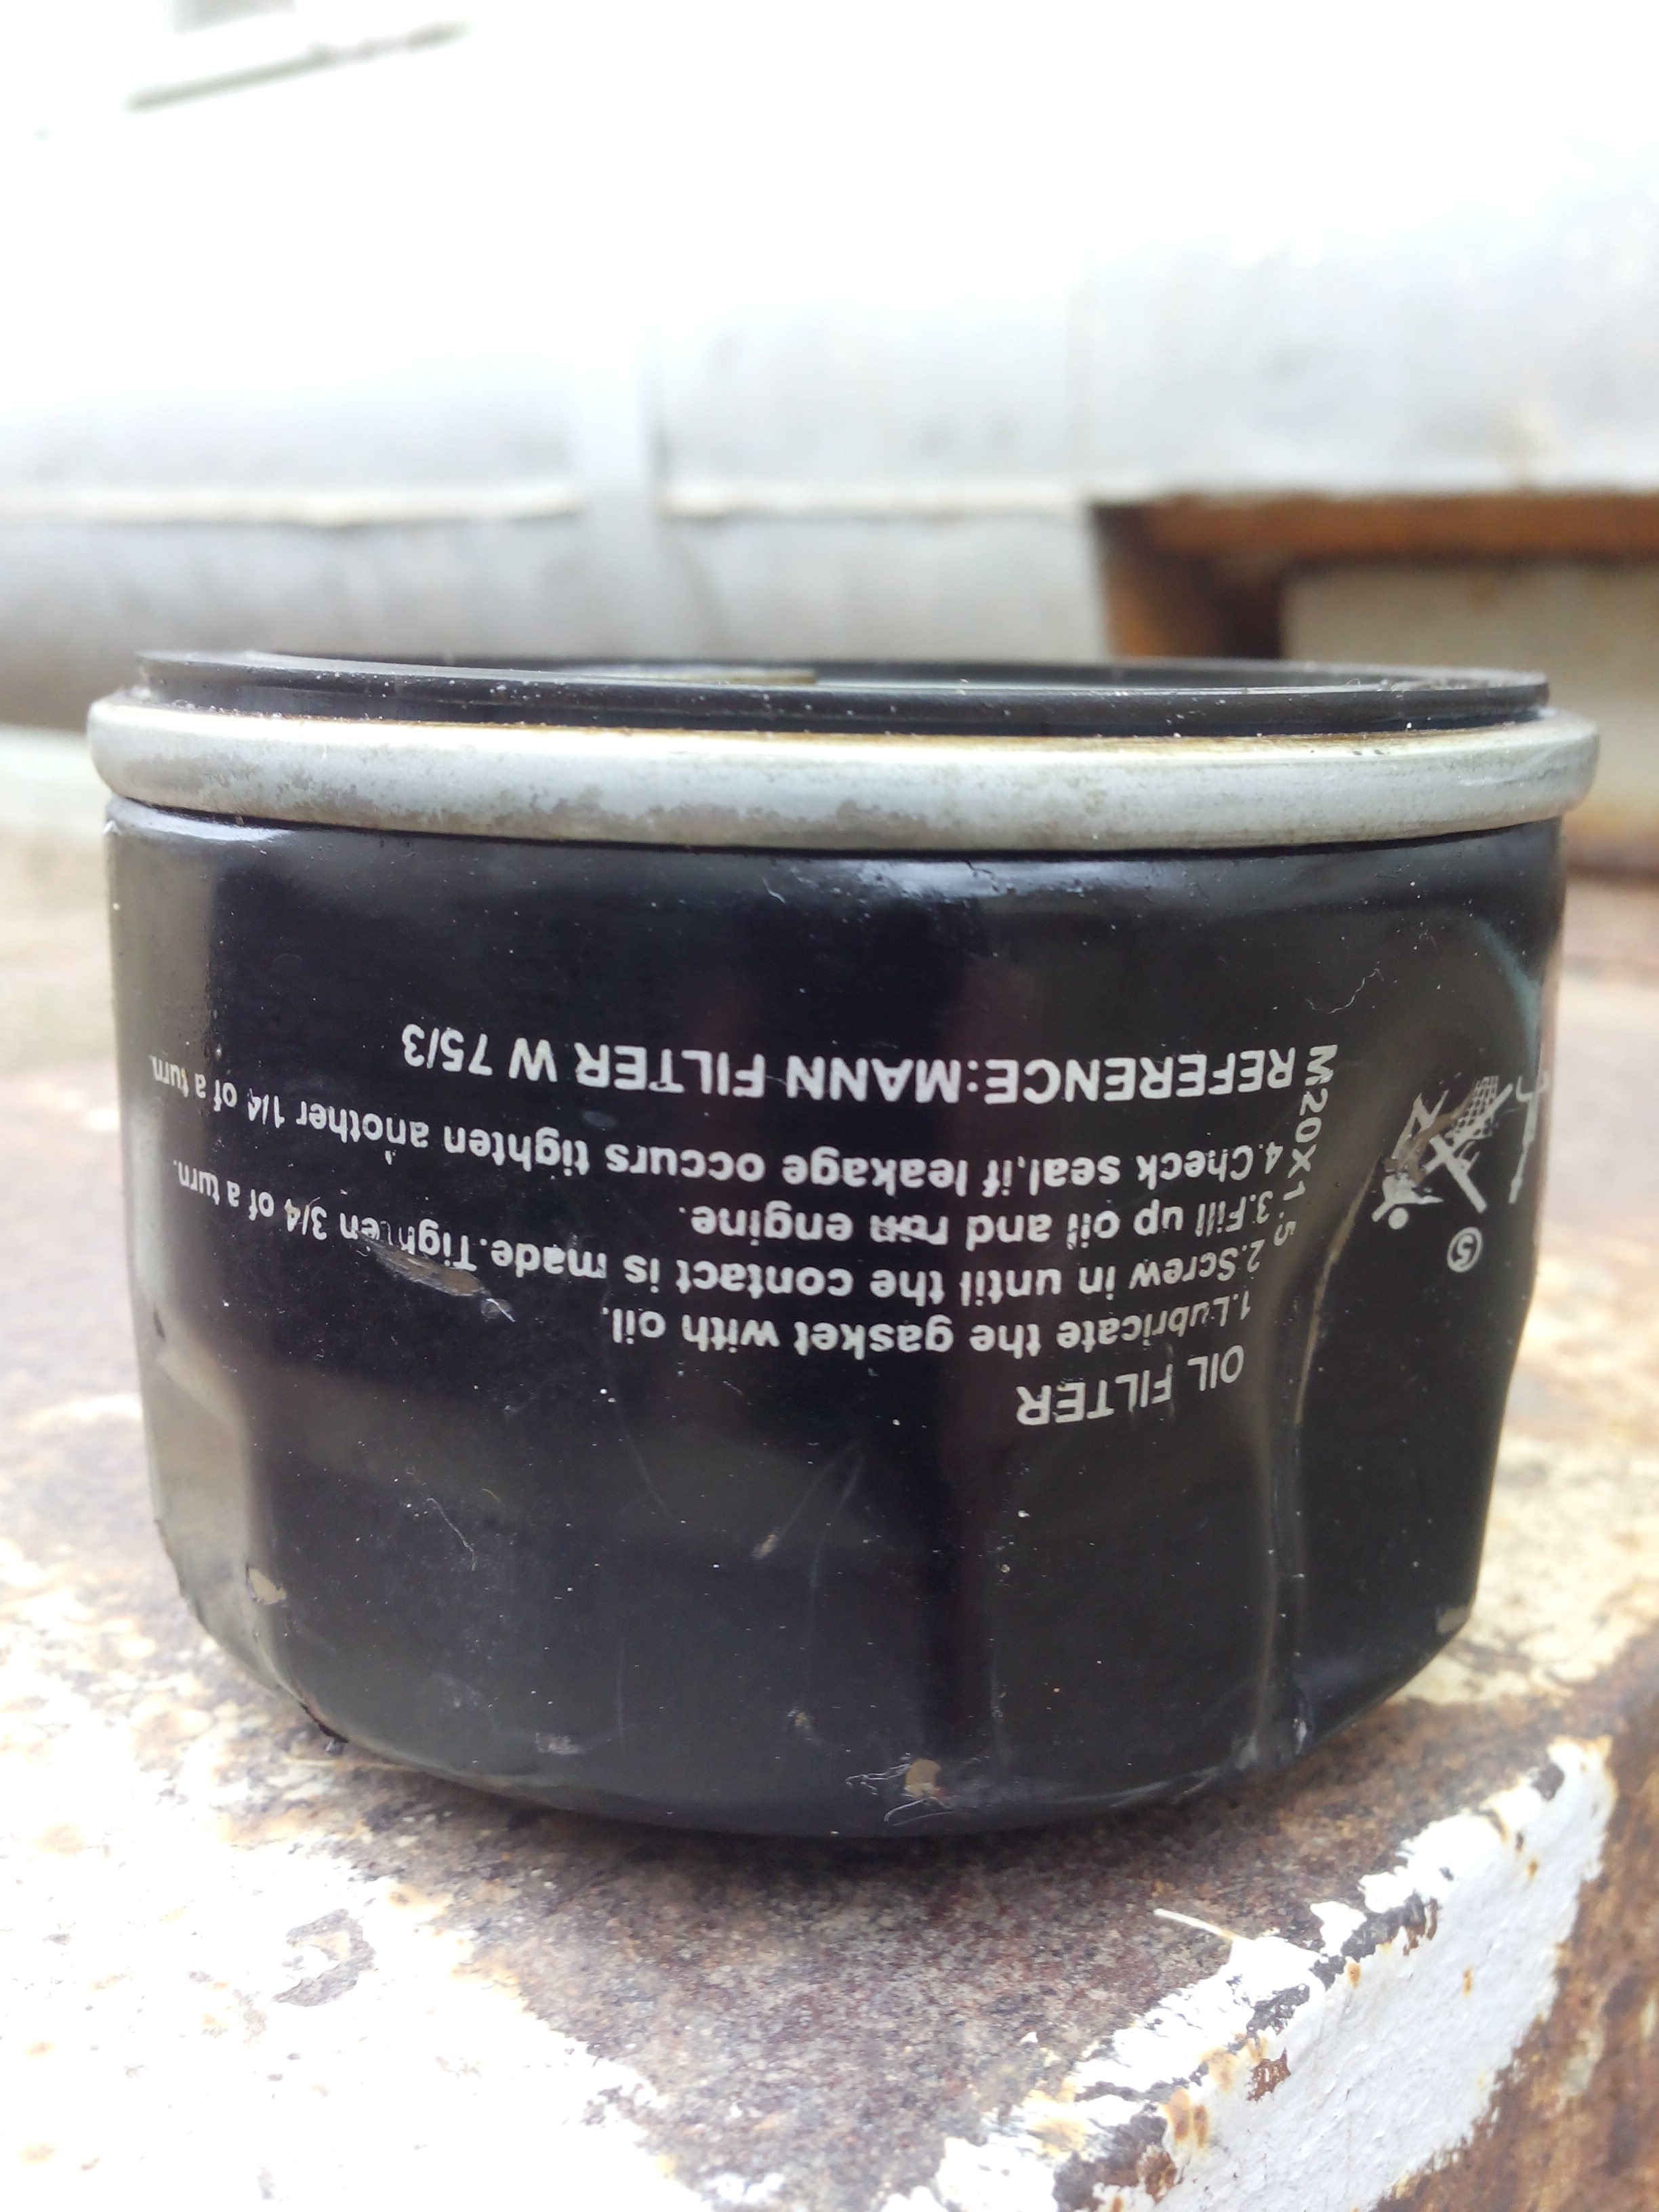 OIL FILTER
1.Lubricate the gasket with oil.
2.Screw in until the contact is made.Tighten 3/4 of a turn.
3.Fill up oil and run engine.
4.Check seal,if leakage occurs tighten another 1/4 of a turn.
REFERENCE:MANN FILTER W 75/3
M20X1.5
5